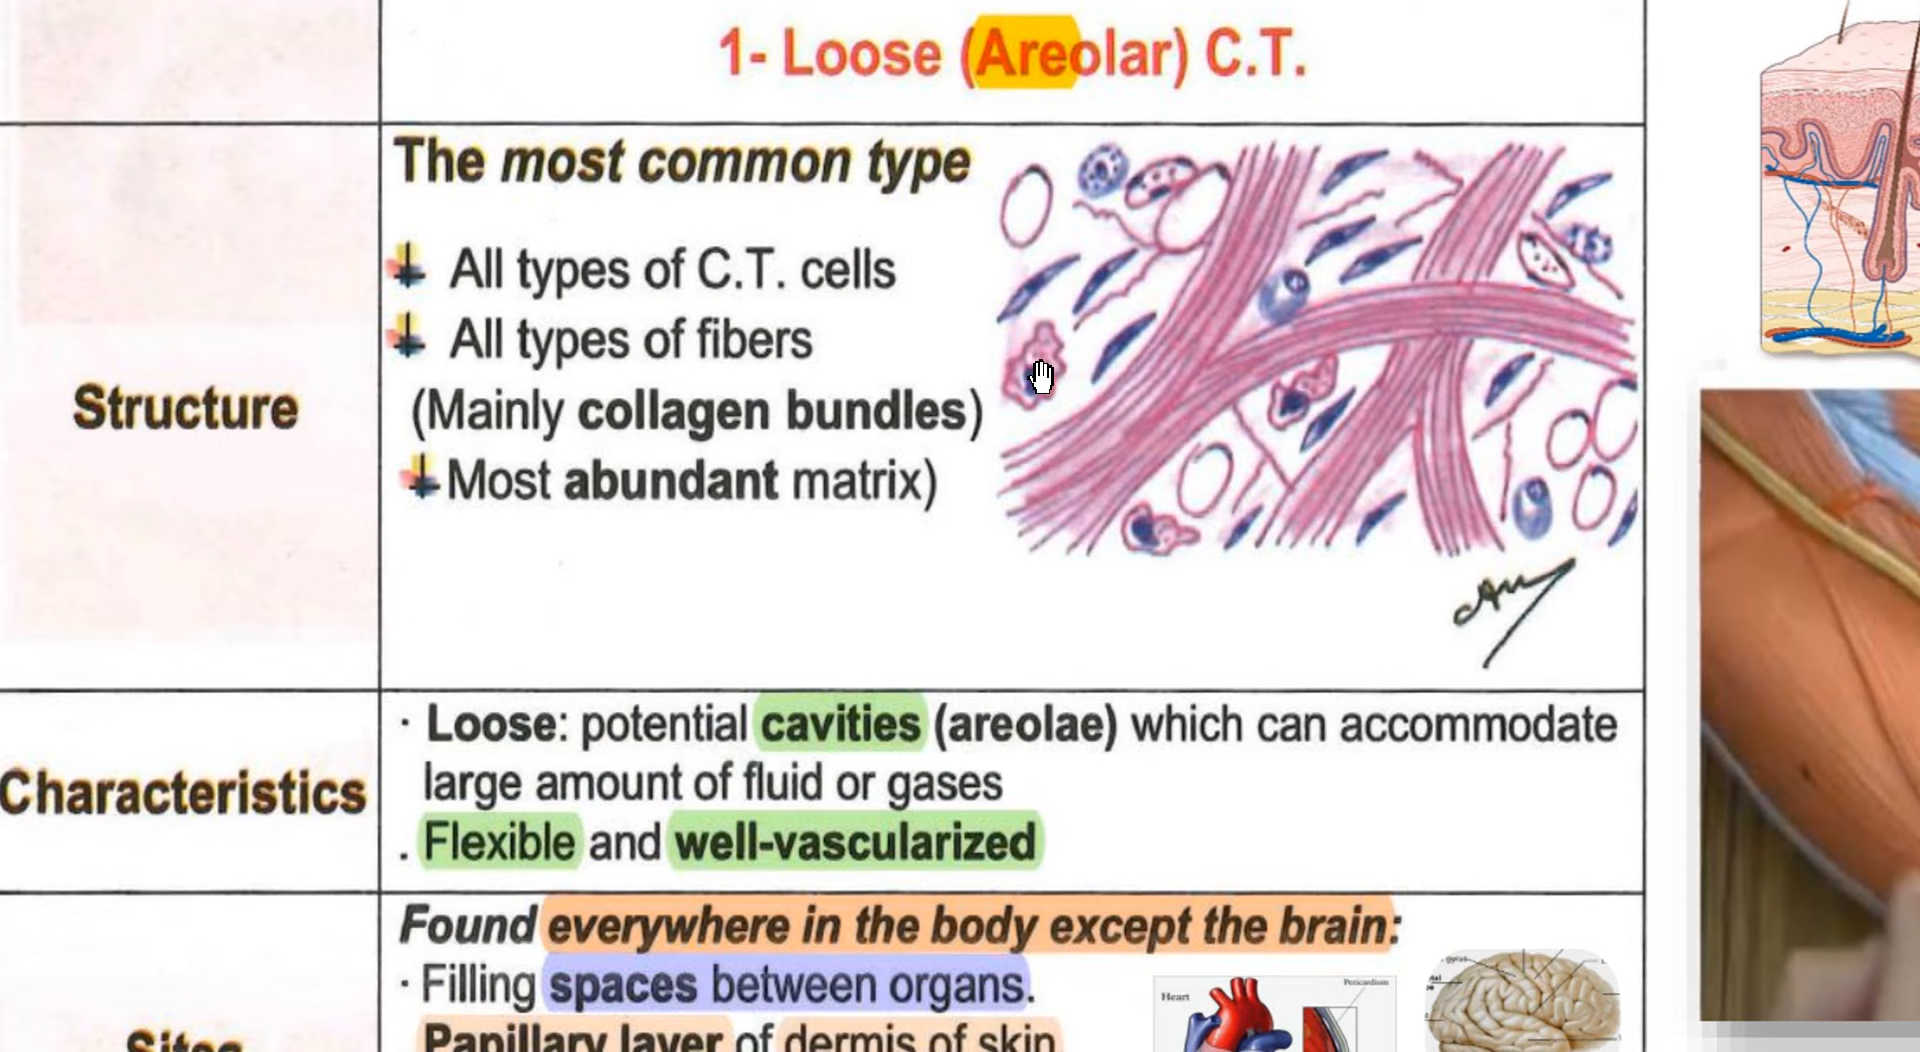 1- Loose (Areolar) C.T.
Structure
The most common type
All types of C.T. cells
All types of fibers
(Mainly collagen bundles)
Most abundant matrix)
Characteristics
· Loose: potential cavities (areolae) which can accommodate
large amount of fluid or gases
. Flexible and well-vascularized
Sites
Found everywhere in the body except the brain:
· Filling spaces between organs.
Papillary layer of dermis of skin
Heart
Pericardium
gyrus